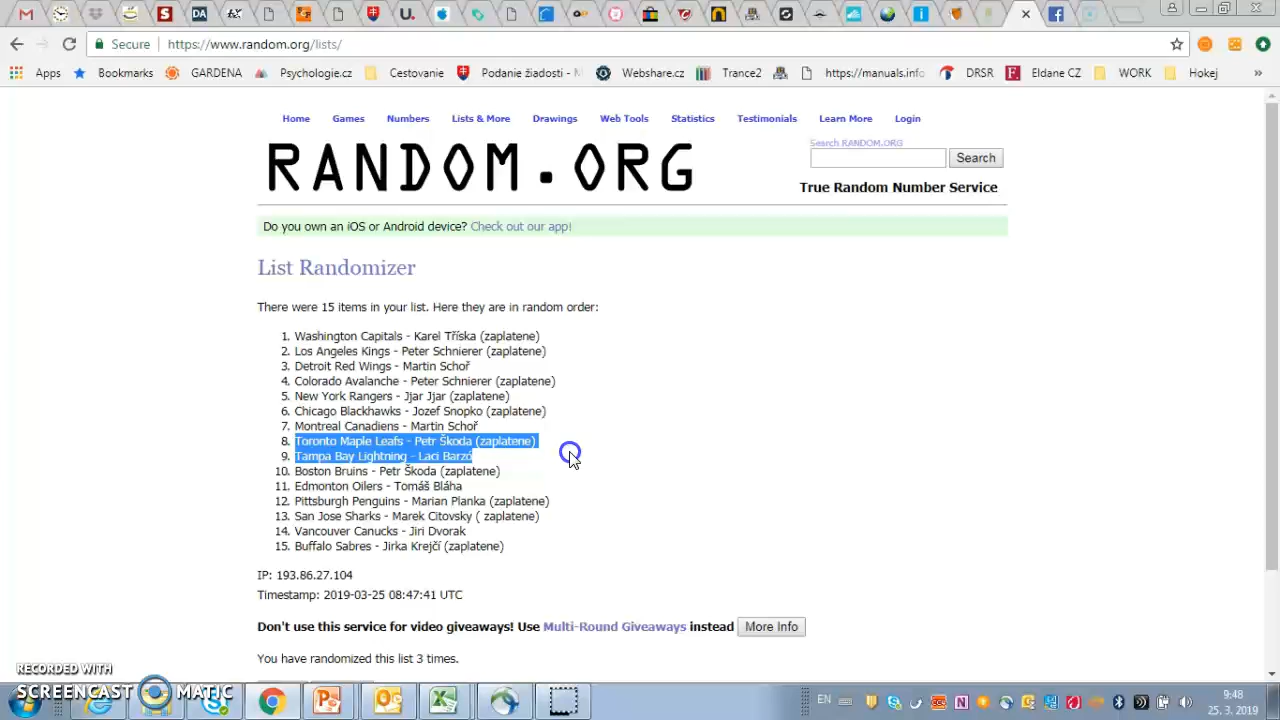 Secure https://www.random.org/lists/
Apps Bookmarks GARDENA Psychologie.cz Cestovanie Podanie žiadosti - M Webshare.cz Trance2 https://manuals.info DRSR Eldane CZ WORK Hokej »
Home Games Numbers Lists & More Drawings Web Tools Statistics Testimonials Learn More Login
Search RANDOM.ORG
RANDOM.ORG
Search
True Random Number Service
Do you own an iOS or Android device? Check out our app!
List Randomizer
There were 15 items in your list. Here they are in random order:
1. Washington Capitals - Karel Tříska (zaplatene)
2. Los Angeles Kings - Peter Schnierer (zaplatene)
3. Detroit Red Wings - Martin Schoř
4. Colorado Avalanche - Peter Schnierer (zaplatene)
5. New York Rangers - Jjar Jjar (zaplatene)
6. Chicago Blackhawks - Jozef Snopko (zaplatene)
7. Montreal Canadiens - Martin Schoř
8. Toronto Maple Leafs - Petr Škoda (zaplatene)
9. Tampa Bay Lightning - Laci Barzó
10. Boston Bruins - Petr Škoda (zaplatene)
11. Edmonton Oilers - Tomáš Bláha
12. Pittsburgh Penguins - Marian Planka (zaplatene)
13. San Jose Sharks - Marek Citovsky ( zaplatene)
14. Vancouver Canucks - Jiri Dvorak
15. Buffalo Sabres - Jirka Krejčí (zaplatene)
IP: 193.86.27.104
Timestamp: 2019-03-25 08:47:41 UTC
Don't use this service for video giveaways! Use Multi-Round Giveaways instead More Info
You have randomized this list 3 times.
RECORDED WITH
SCREENCAST MATIC
EN
9:48
25. 3. 2019